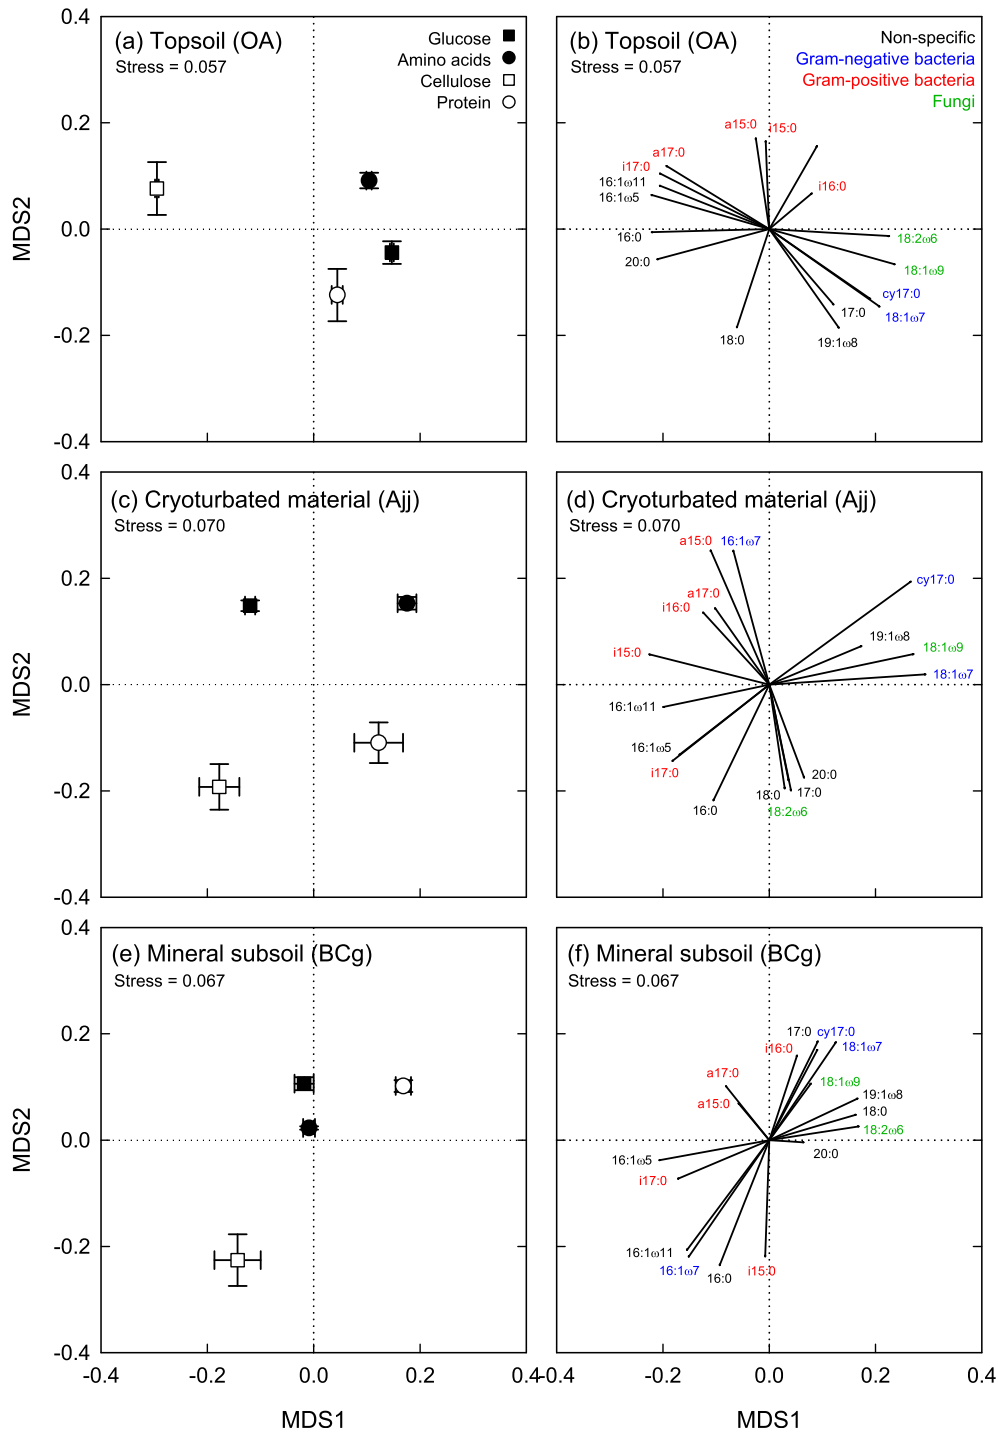 (a) Topsoil (OA)
Stress = 0.057
Glucose
Amino acids
Cellulose
Protein
0.4
0.2
0.0
-0.2
-0.4
MDS2
(b) Topsoil (OA)
Stress = 0.057
Non-specific
Gram-negative bacteria
Gram-positive bacteria
Fungi
a15:0
i15:0
a17:0
i17:0
16:1ω11
16:1ω5
i16:0
16:0
20:0
18:2ω6
18:1ω9
cy17:0
17:0
18:1ω7
18:0
19:1ω8
(c) Cryoturbated material (Ajj)
Stress = 0.070
0.4
0.2
0.0
-0.2
-0.4
MDS2
(d) Cryoturbated material (Ajj)
Stress = 0.070
a15:0
16:1ω7
cy17:0
a17:0
i16:0
19:1ω8
i15:0
18:1ω9
18:1ω7
16:1ω11
16:1ω5
i17:0
20:0
18:0
17:0
16:0
18:2ω6
(e) Mineral subsoil (BCg)
Stress = 0.067
0.4
0.2
0.0
-0.2
-0.4
MDS2
-0.4
-0.2
0.0
0.2
0.4
MDS1
(f) Mineral subsoil (BCg)
Stress = 0.067
17:0
cy17:0
i16:0
18:1ω7
a17:0
18:1ω9
a15:0
19:1ω8
18:0
18:2ω6
16:1ω5
20:0
i17:0
16:1ω11
16:1ω7
16:0
i15:0
-0.4
-0.2
0.0
0.2
0.4
MDS1